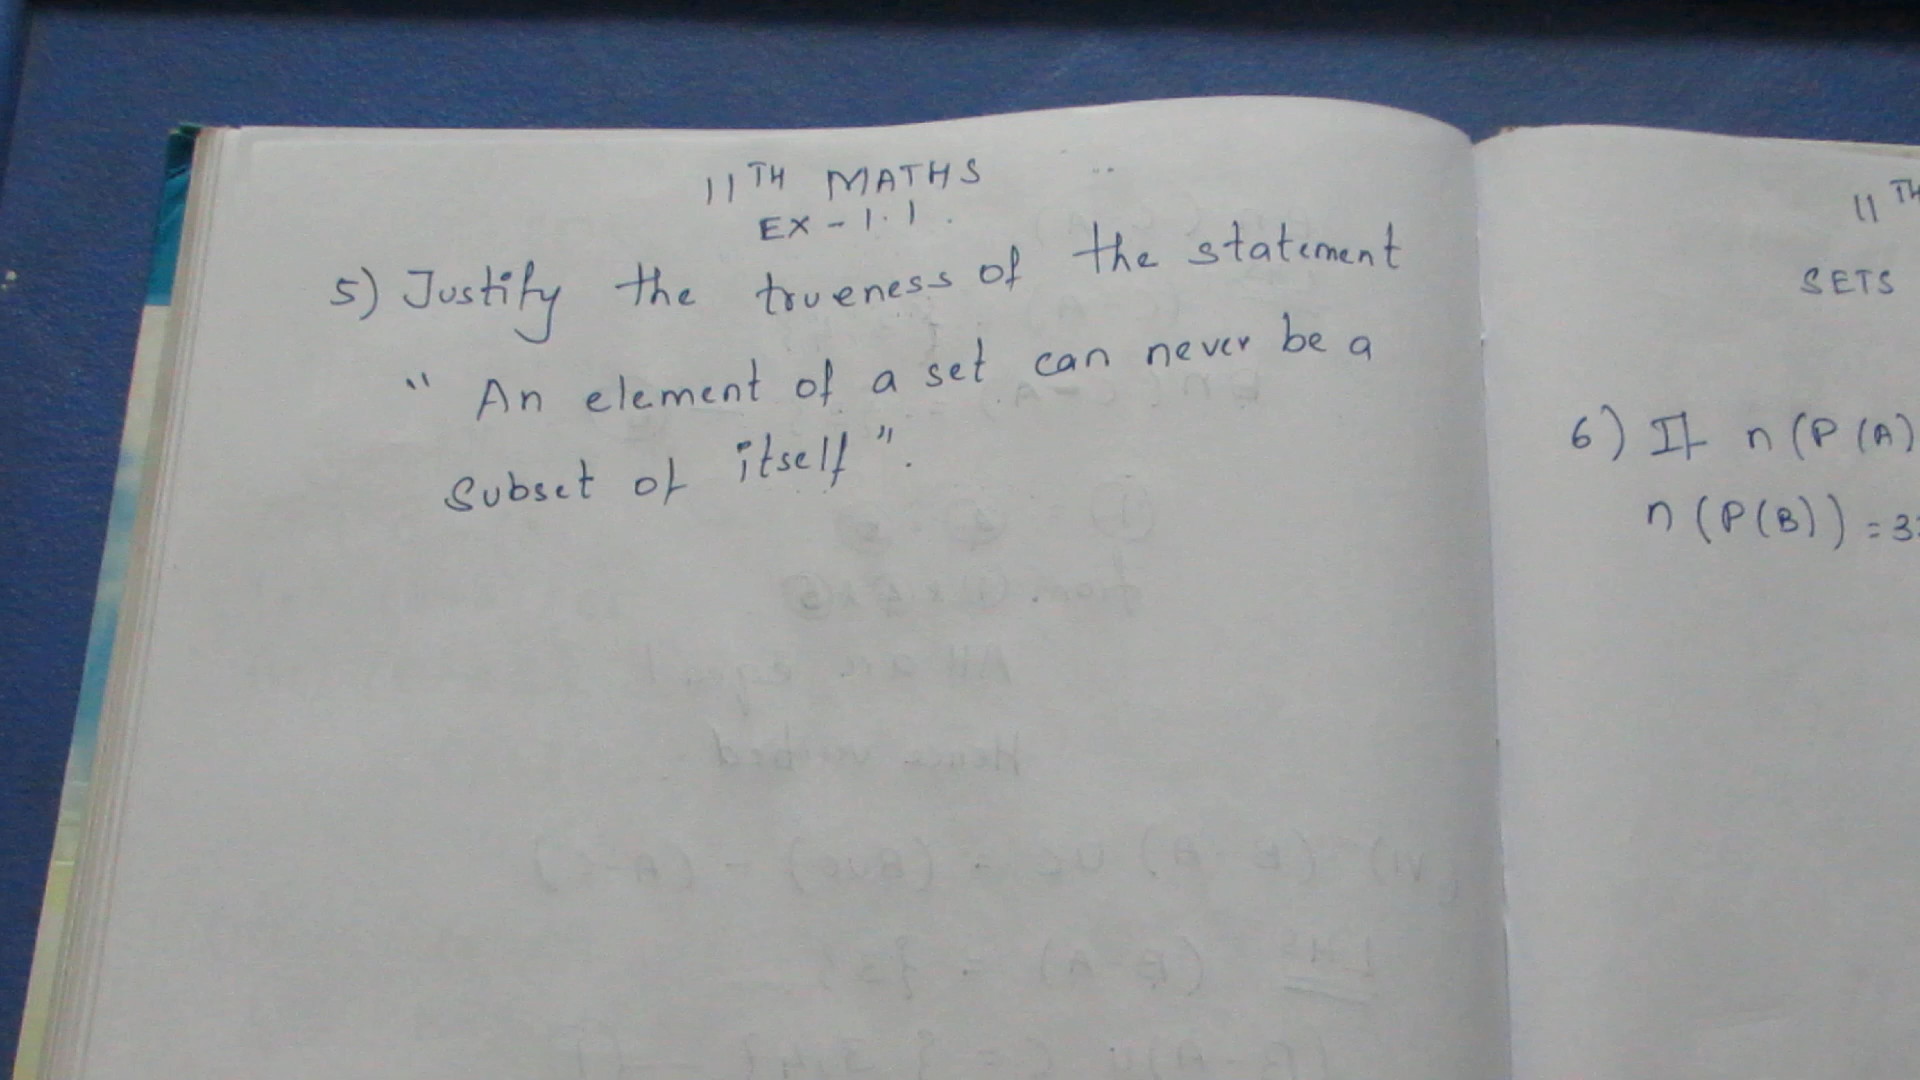 11TH MATHS
EX - 1.1.
5) Justify the trueness of the statement
" An element of a set can never be a
subset of itself ".
11 TH
SETS
6) If n (P (A)
n (P(B)) = 3